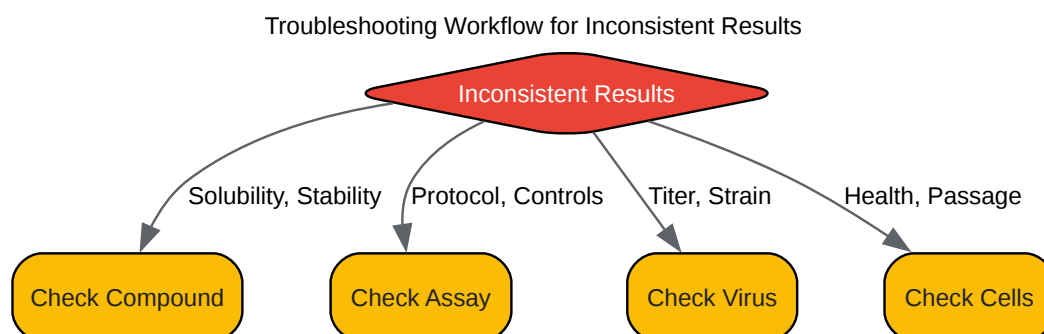 Troubleshooting Workflow for Inconsistent Results
Inconsistent Results
Solubility, Stability
Protocol, Controls
Titer, Strain
Health, Passage
Check Compound
Check Assay
Check Virus
Check Cells